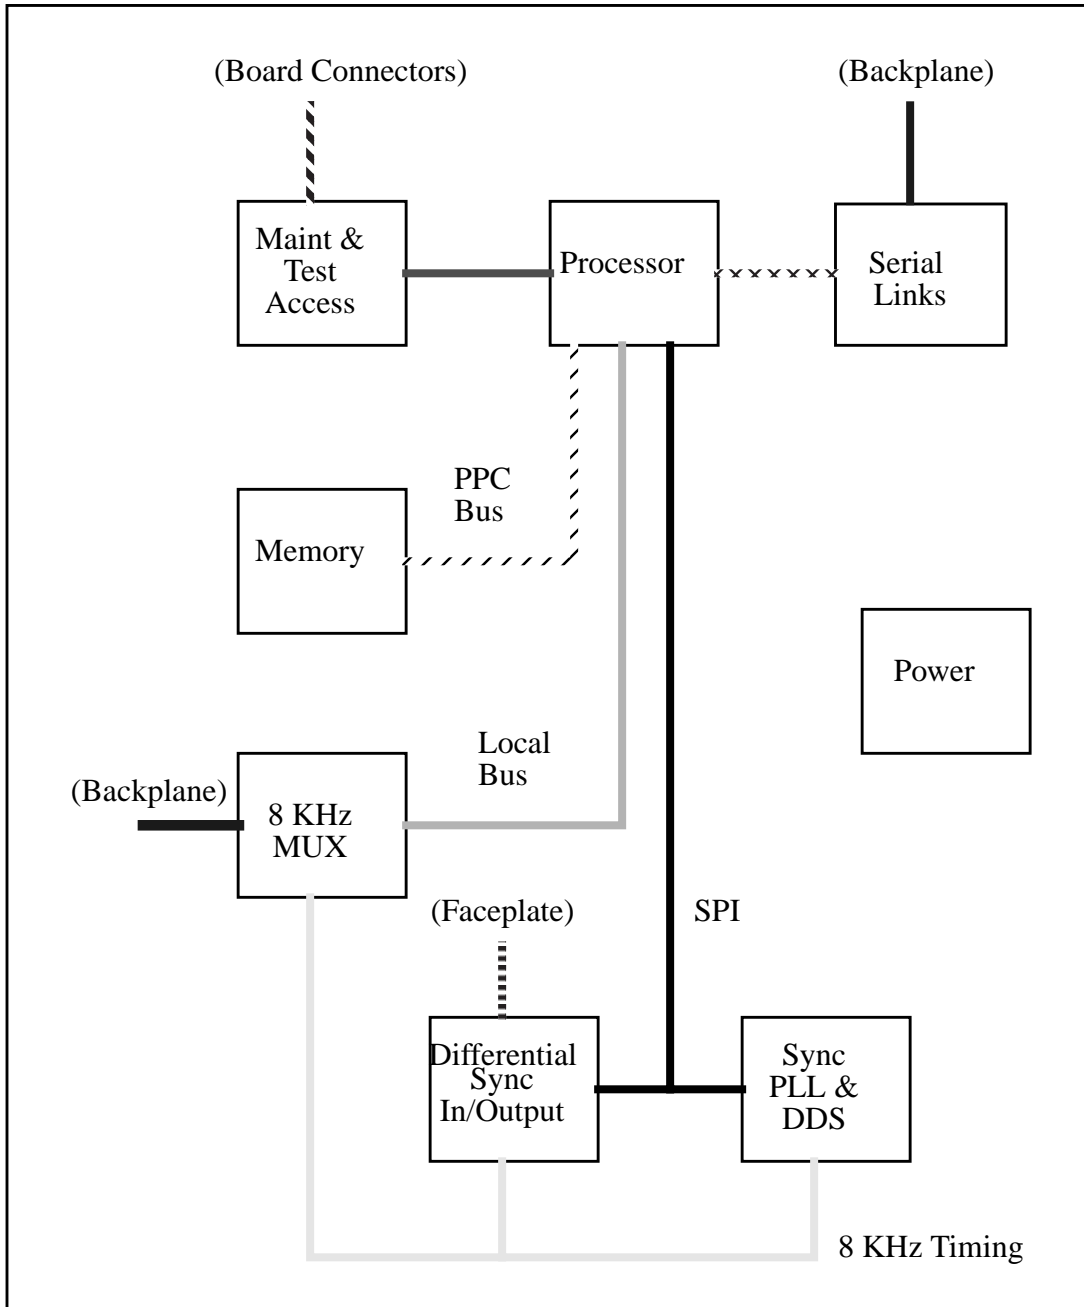 (Board Connectors)
(Backplane)
Maint &
Test
Access
Processor
Serial
Links
PPC
Bus
Memory
Power
Local
Bus
(Backplane)
8 KHz
MUX
(Faceplate)
SPI
Differential
Sync
In/Output
Sync
PLL &
DDS
8 KHz Timing